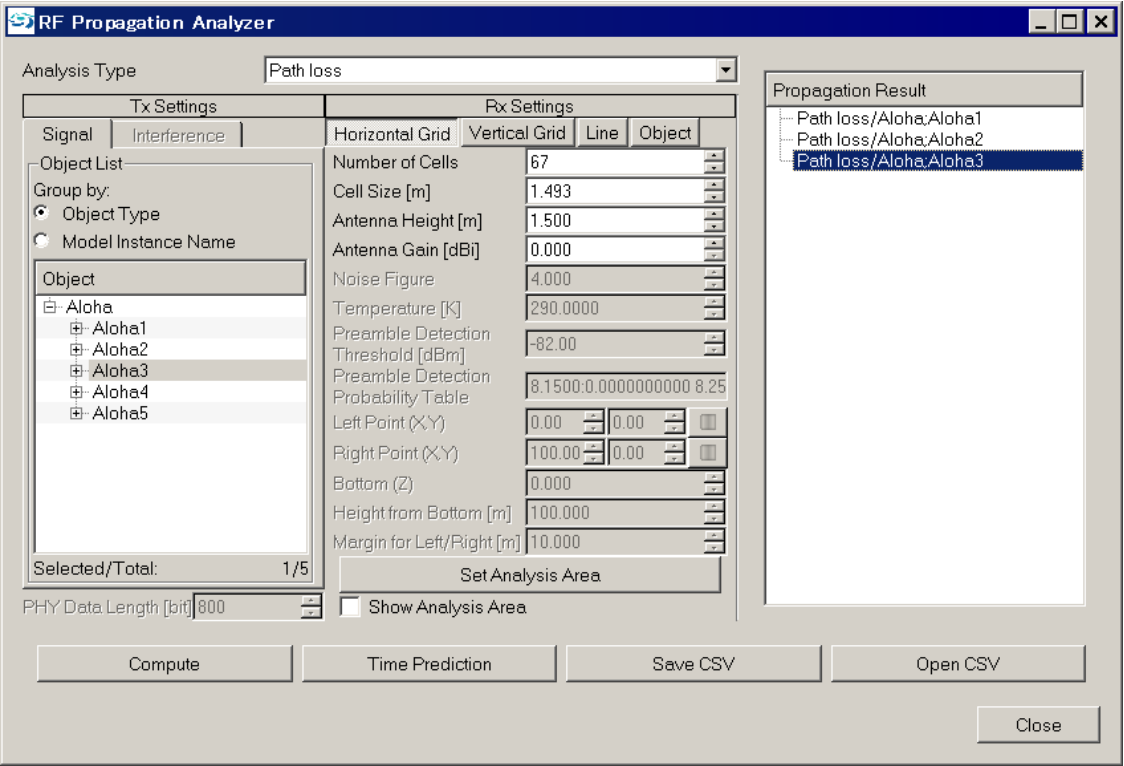 RF Propagation Analyzer
Analysis Type
Path loss
Tx Settings
Rx Settings
Signal
Interference
Horizontal Grid
Vertical Grid
Line
Object
Object List
Group by:
Object Type
Model Instance Name
Object
Aloha
Aloha1
Aloha2
Aloha3
Aloha4
Aloha5
Selected/Total: 1/5
PHY Data Length [bit] 800
Number of Cells 67
Cell Size [m] 1.493
Antenna Height [m] 1.500
Antenna Gain [dBi] 0.000
Noise Figure 4.000
Temperature [K] 290.0000
Preamble Detection
Threshold [dBm] -82.00
Preamble Detection
Probability Table 8.1500:0.0000000000 8.25
Left Point (X,Y) 0.00 0.00
Right Point (X,Y) 100.00 0.00
Bottom (Z) 0.000
Height from Bottom [m] 100.000
Margin for Left/Right [m] 10.000
Set Analysis Area
Show Analysis Area
Propagation Result
Path loss/Aloha;Aloha1
Path loss/Aloha;Aloha2
Path loss/Aloha;Aloha3
Compute
Time Prediction
Save CSV
Open CSV
Close